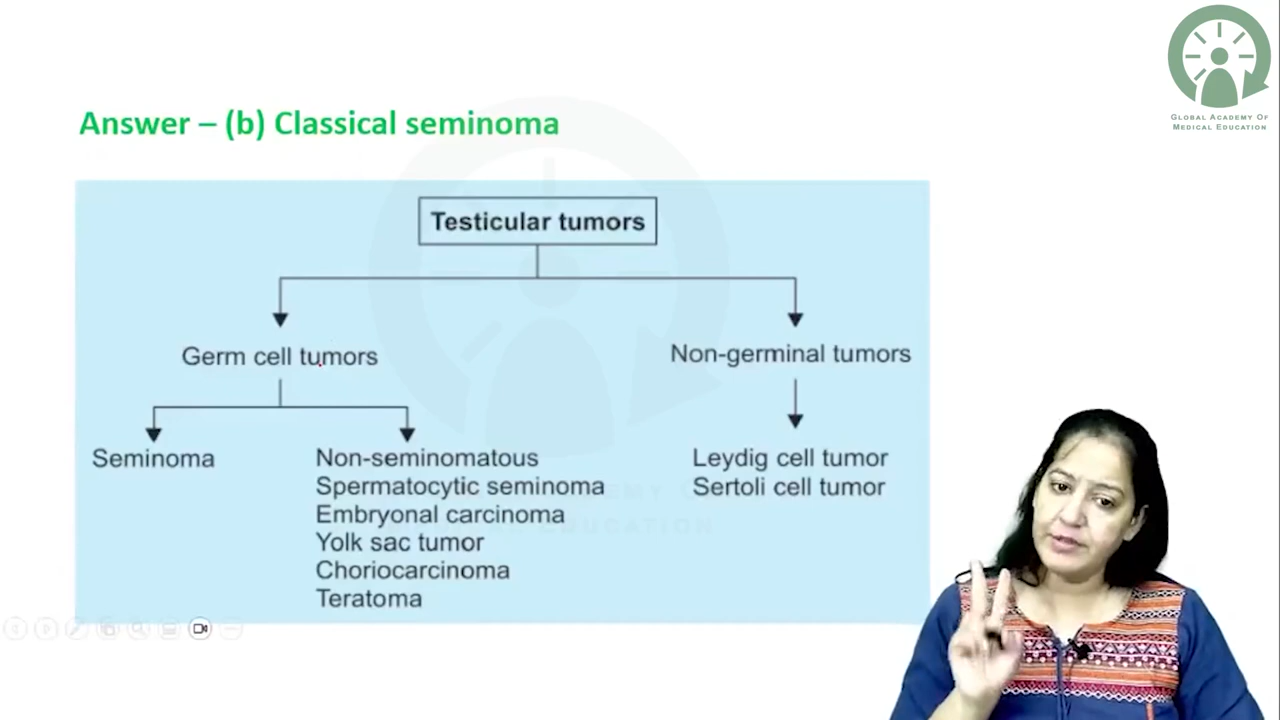 GLOBAL ACADEMY OF
MEDICAL EDUCATION
Answer – (b) Classical seminoma
Testicular tumors
Germ cell tumors
Non-germinal tumors
Seminoma
Non-seminomatous
Spermatocytic seminoma
Embryonal carcinoma
Yolk sac tumor
Choriocarcinoma
Teratoma
Leydig cell tumor
Sertoli cell tumor